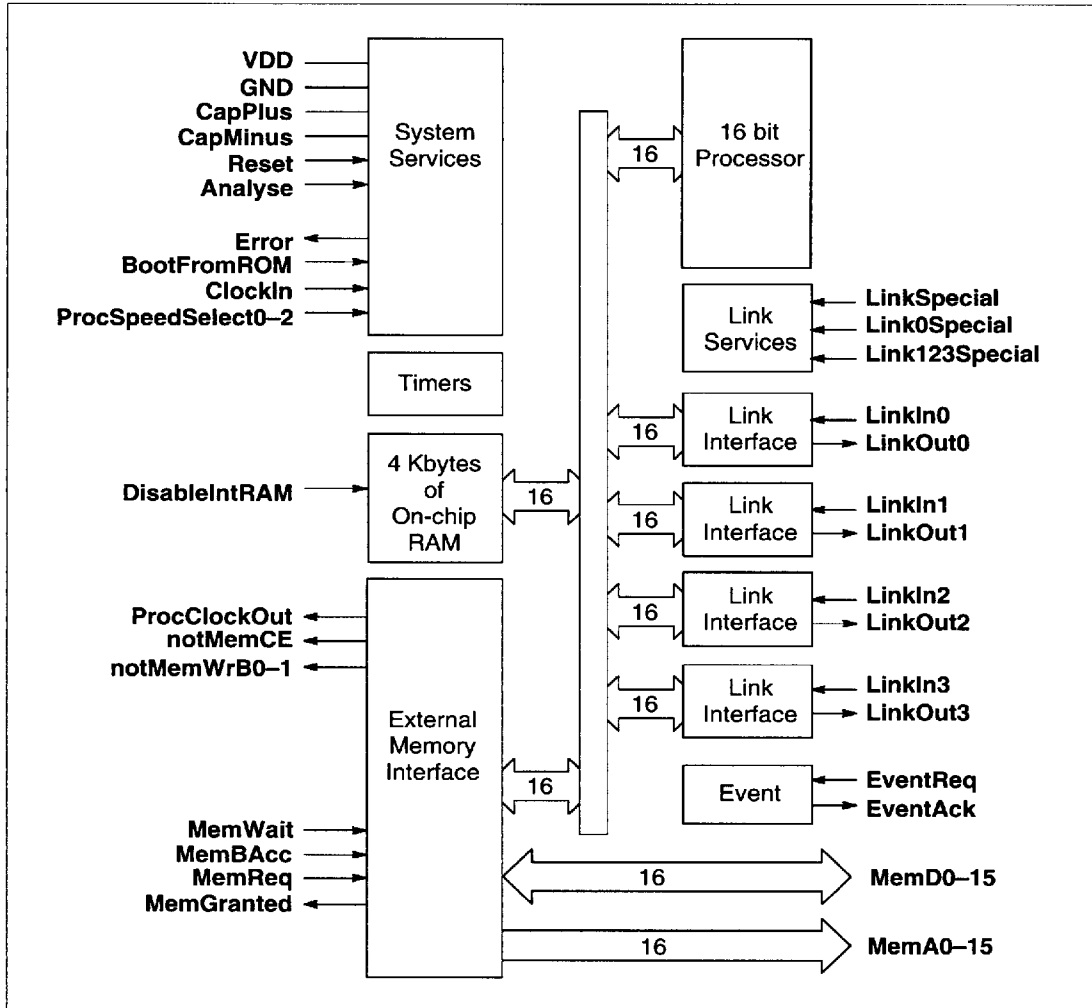 VDD
GND
CapPlus
CapMinus
Reset
Analyse
Error
BootFromROM
ClockIn
ProcSpeedSelect0–2
System
Services
Timers
DisableIntRAM
4 Kbytes
of
On-chip
RAM
16
ProcClockOut
notMemCE
notMemWrB0–1
MemWait
MemBAcc
MemReq
MemGranted
External
Memory
Interface
16
16
16 bit
Processor
Link
Services
LinkSpecial
Link0Special
Link123Special
16
Link
Interface
LinkIn0
LinkOut0
16
Link
Interface
LinkIn1
LinkOut1
16
Link
Interface
LinkIn2
LinkOut2
16
Link
Interface
LinkIn3
LinkOut3
Event
EventReq
EventAck
16
MemD0–15
16
MemA0–15